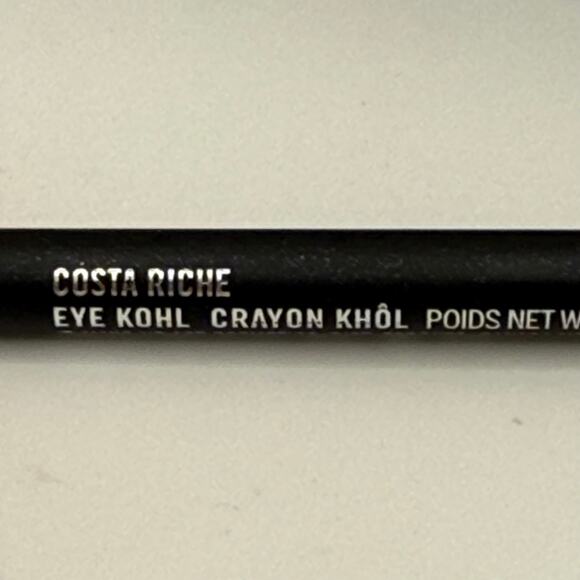 COSTA RICHE
EYE KOHL CRAYON KHÔL POIDS NET W